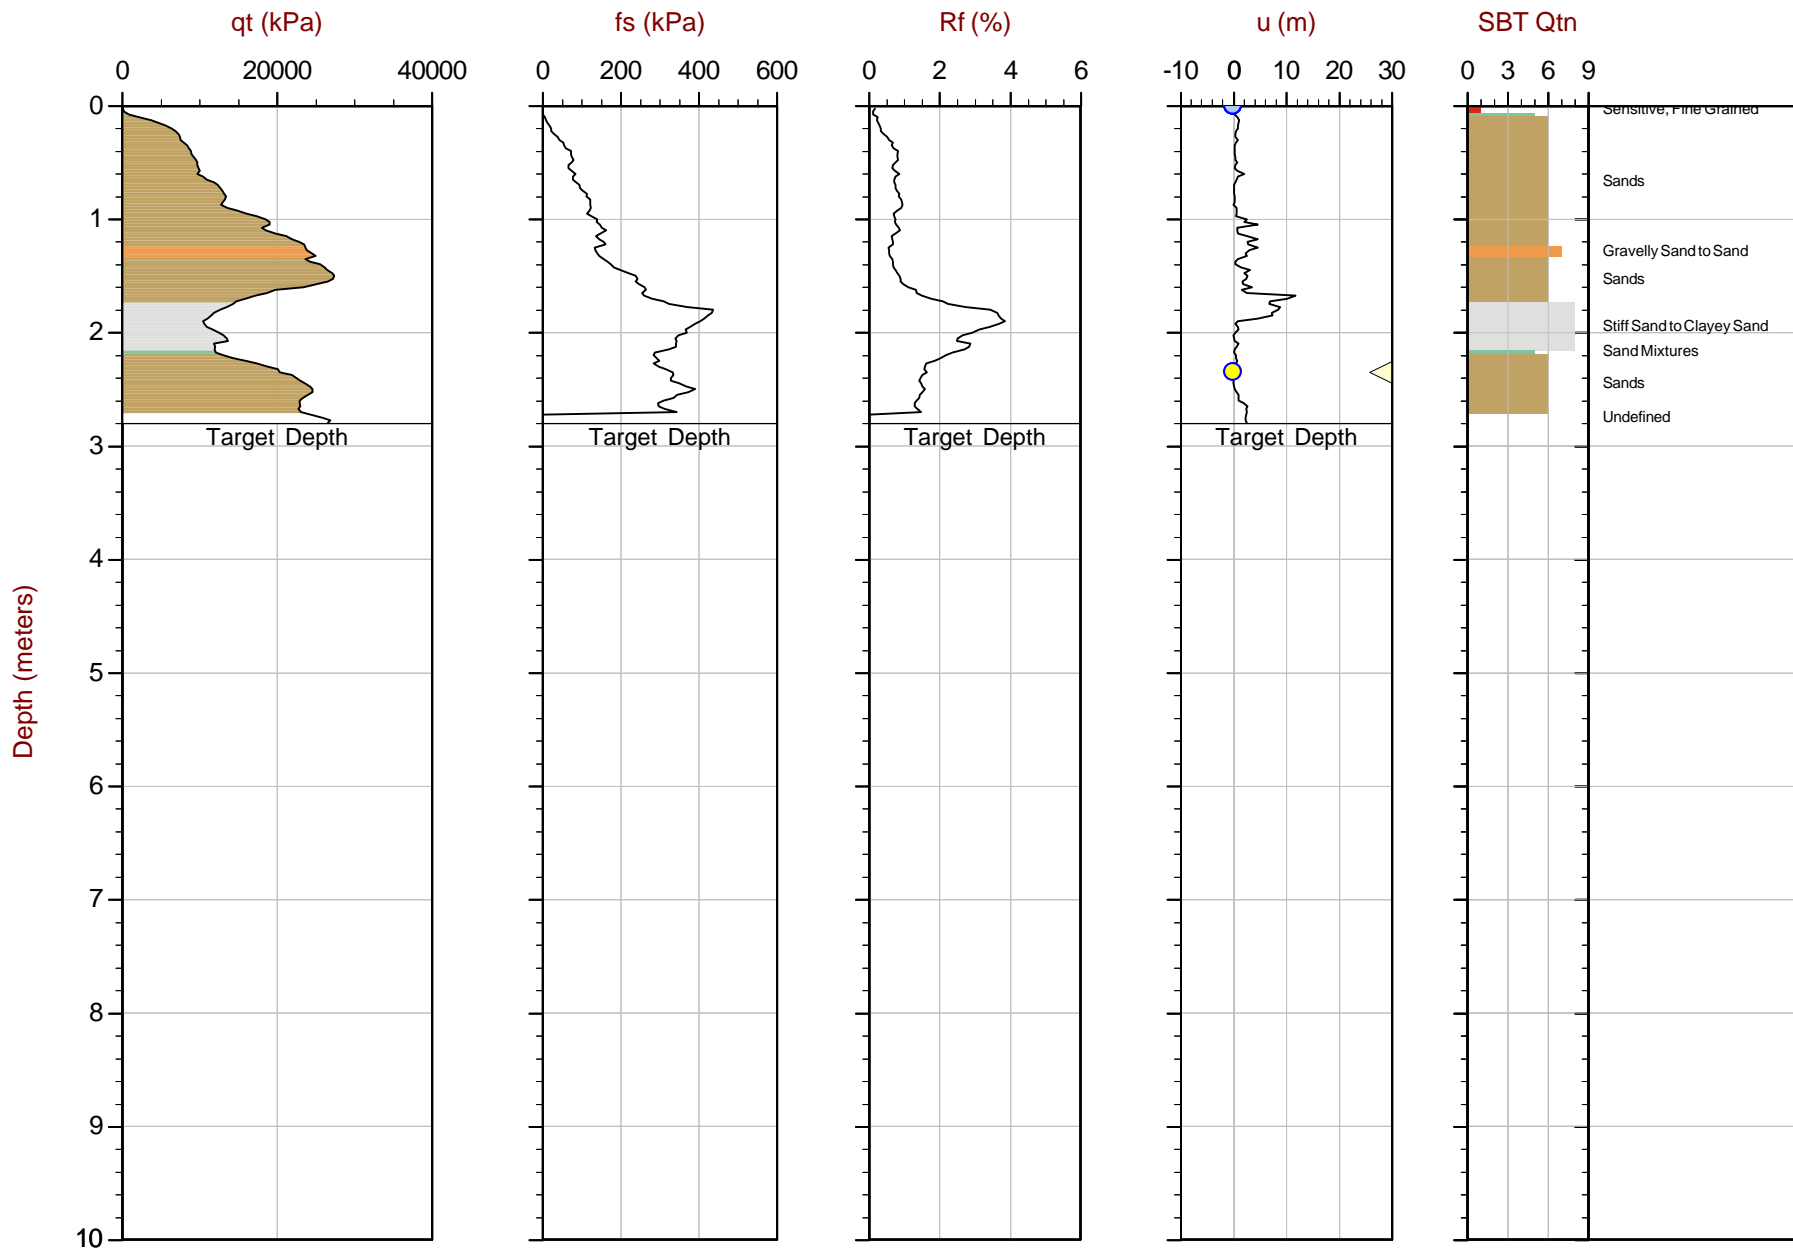 qt (kPa) fs (kPa) Rf (%) u (m) SBT Qtn
0 20000 40000 0 200 400 600 0 2 4 6 -10 0 10 20 30 0 3 6 9
0
Sensitive, Fine Grained
Sands
1
Gravelly Sand to Sand
Sands
Stiff Sand to Clayey Sand
2
Sand Mixtures
Sands
Undefined
Target Depth Target Depth Target Depth Target Depth
3
4
5
Depth (meters)
6
7
8
9
10